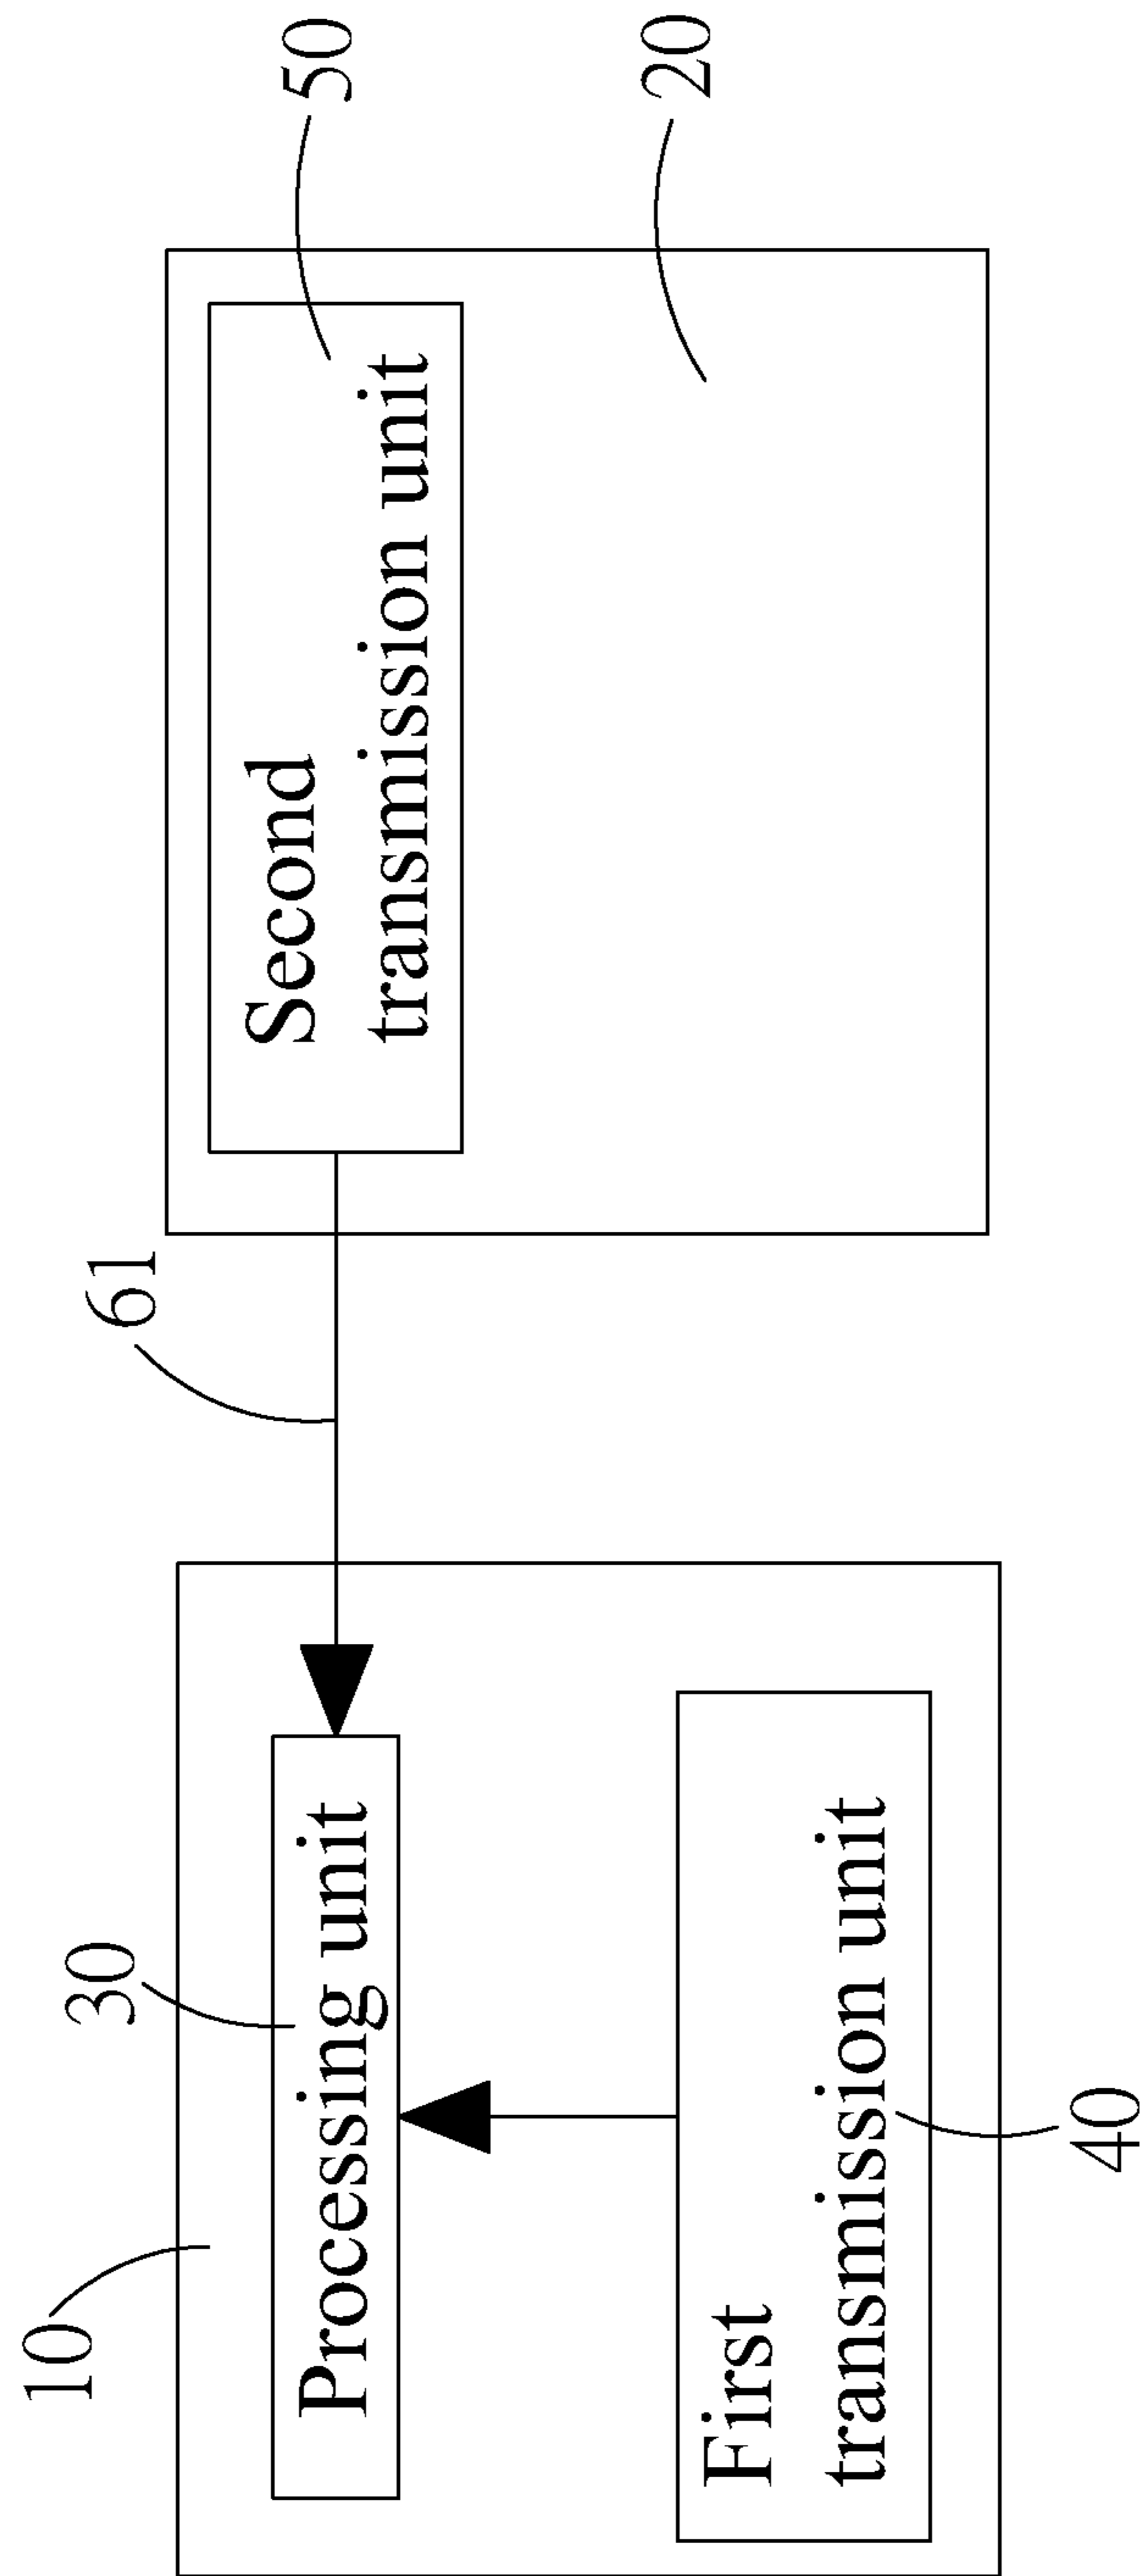 10
30
Processing unit
First
transmission unit
40
61
Second
transmission unit
50
20